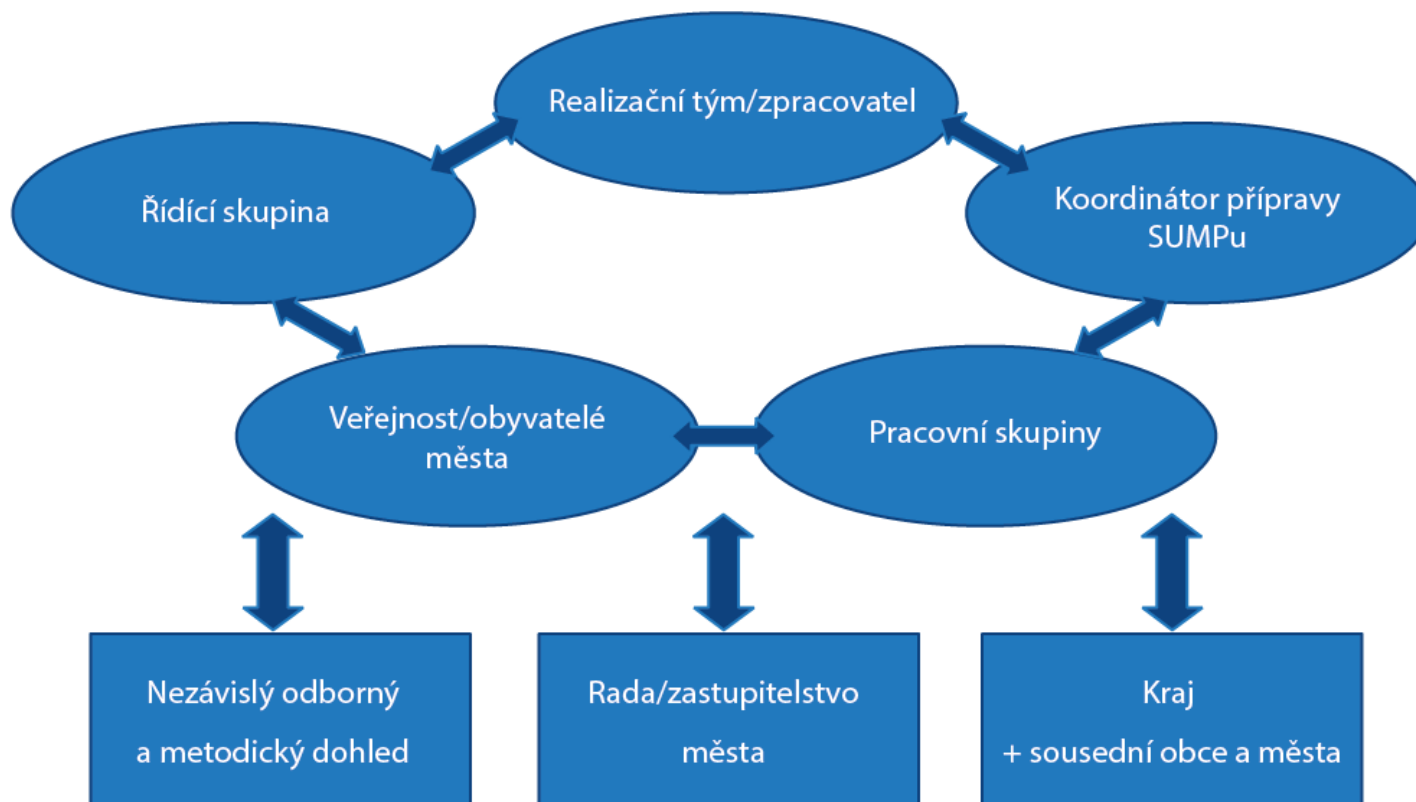 Realizační tým/zpracovatel
Řídící skupina
Koordinátor přípravy
SUMPu
Veřejnost/obyvatelé
města
Pracovní skupiny
Nezávislý odborný
a metodický dohled
Rada/zastupitelstvo
města
Kraj
+ sousední obce a města